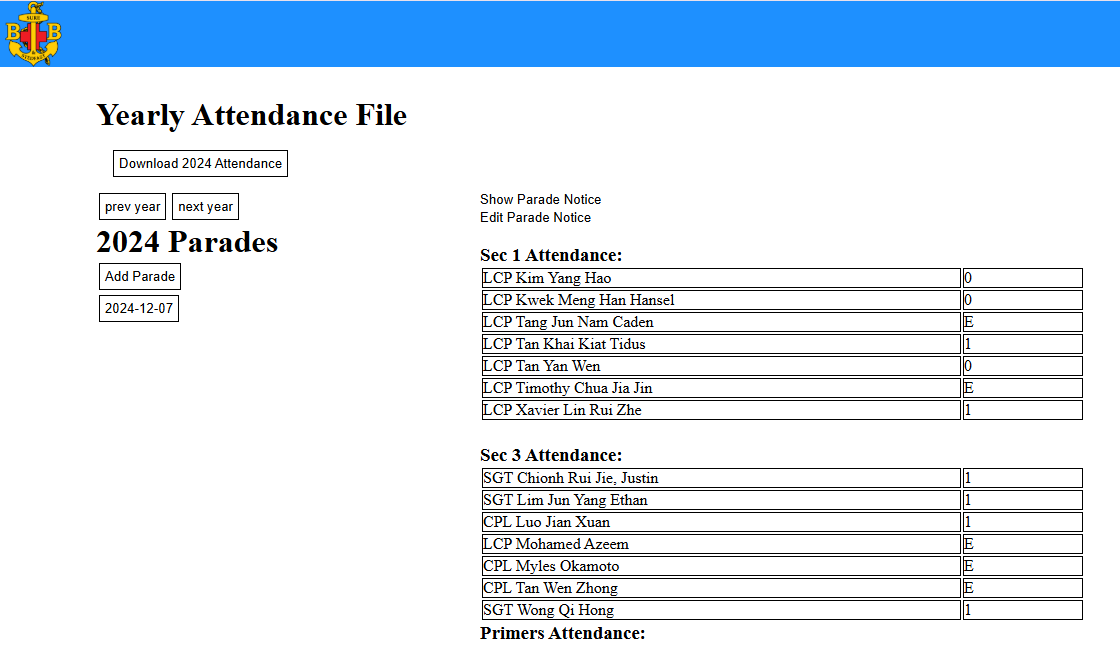 SURE
B B
Yearly Attendance File
Download 2024 Attendance
prev year next year
2024 Parades
Add Parade
2024-12-07
Show Parade Notice
Edit Parade Notice
Sec 1 Attendance:
LCP Kim Yang Hao 0
LCP Kwek Meng Han Hansel 0
LCP Tang Jun Nam Caden E
LCP Tan Khai Kiat Tidus 1
LCP Tan Yan Wen 0
LCP Timothy Chua Jia Jin E
LCP Xavier Lin Rui Zhe 1
Sec 3 Attendance:
SGT Chionh Rui Jie, Justin 1
SGT Lim Jun Yang Ethan 1
CPL Luo Jian Xuan 1
LCP Mohamed Azeem E
CPL Myles Okamoto E
CPL Tan Wen Zhong E
SGT Wong Qi Hong 1
Primers Attendance: